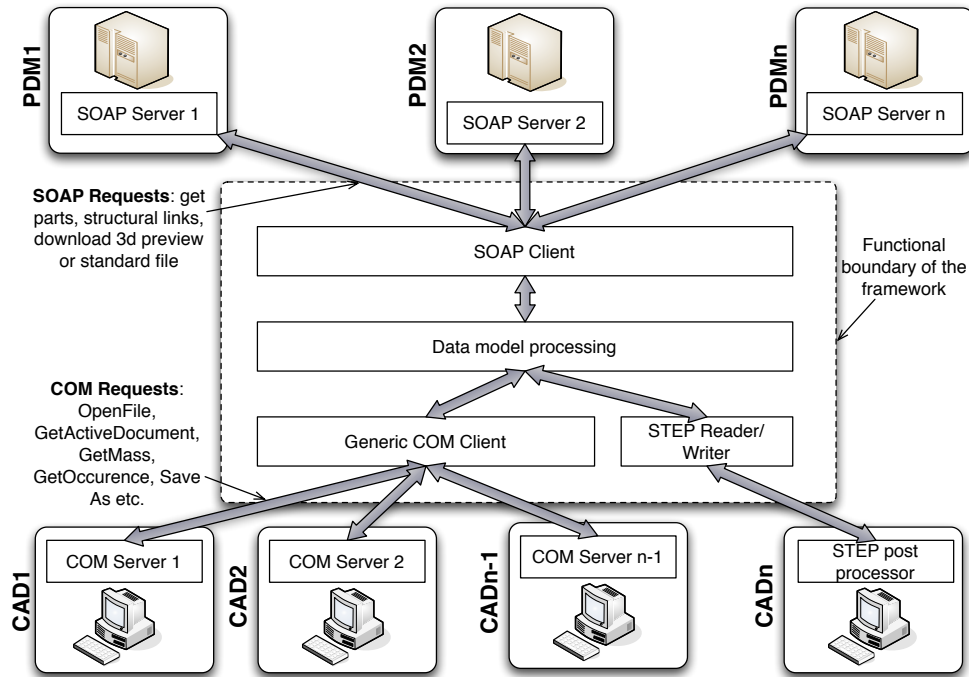 PDM1
SOAP Server 1
PDM2
SOAP Server 2
PDMn
SOAP Server n
SOAP Requests: get
parts, structural links,
download 3d preview
or standard file
SOAP Client
Functional
boundary of the
framework
Data model processing
COM Requests:
OpenFile,
GetActiveDocument,
GetMass,
GetOccurence, Save
As etc.
Generic COM Client
STEP Reader/
Writer
CAD1
COM Server 1
CAD2
COM Server 2
CADn-1
COM Server n-1
CADn
STEP post
processor